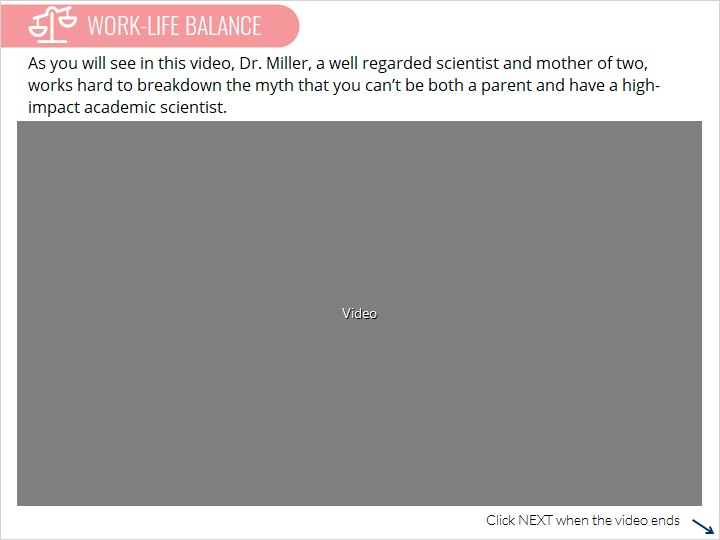 WORK-LIFE BALANCE
As you will see in this video, Dr. Miller, a well regarded scientist and mother of two,
works hard to breakdown the myth that you can’t be both a parent and have a high-
impact academic scientist.
Video
Click NEXT when the video ends